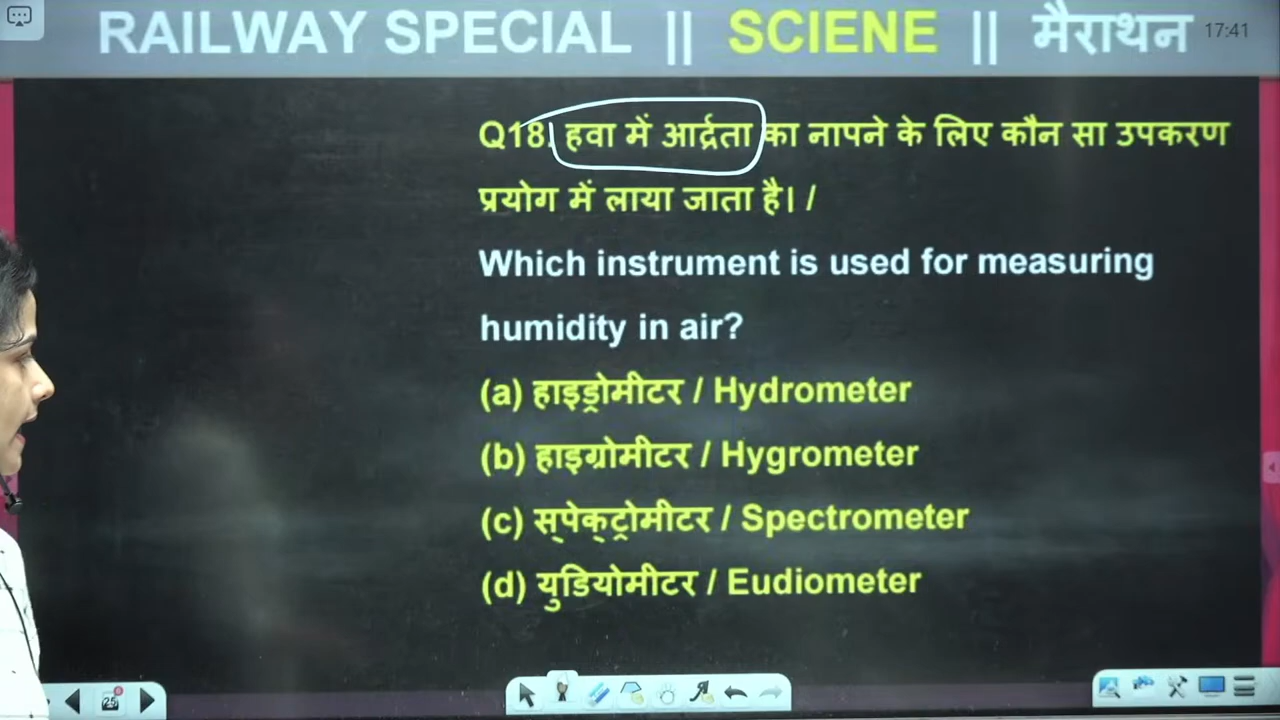 RAILWAY SPECIAL || SCIENE || मैराथन 17:41
Q18. हवा में आर्द्रता का नापने के लिए कौन सा उपकरण
प्रयोग में लाया जाता है। /
Which instrument is used for measuring
humidity in air?
(a) हाइड्रोमीटर / Hydrometer
(b) हाइग्रोमीटर / Hygrometer
(c) स्पेक्ट्रोमीटर / Spectrometer
(d) युडियोमीटर / Eudiometer